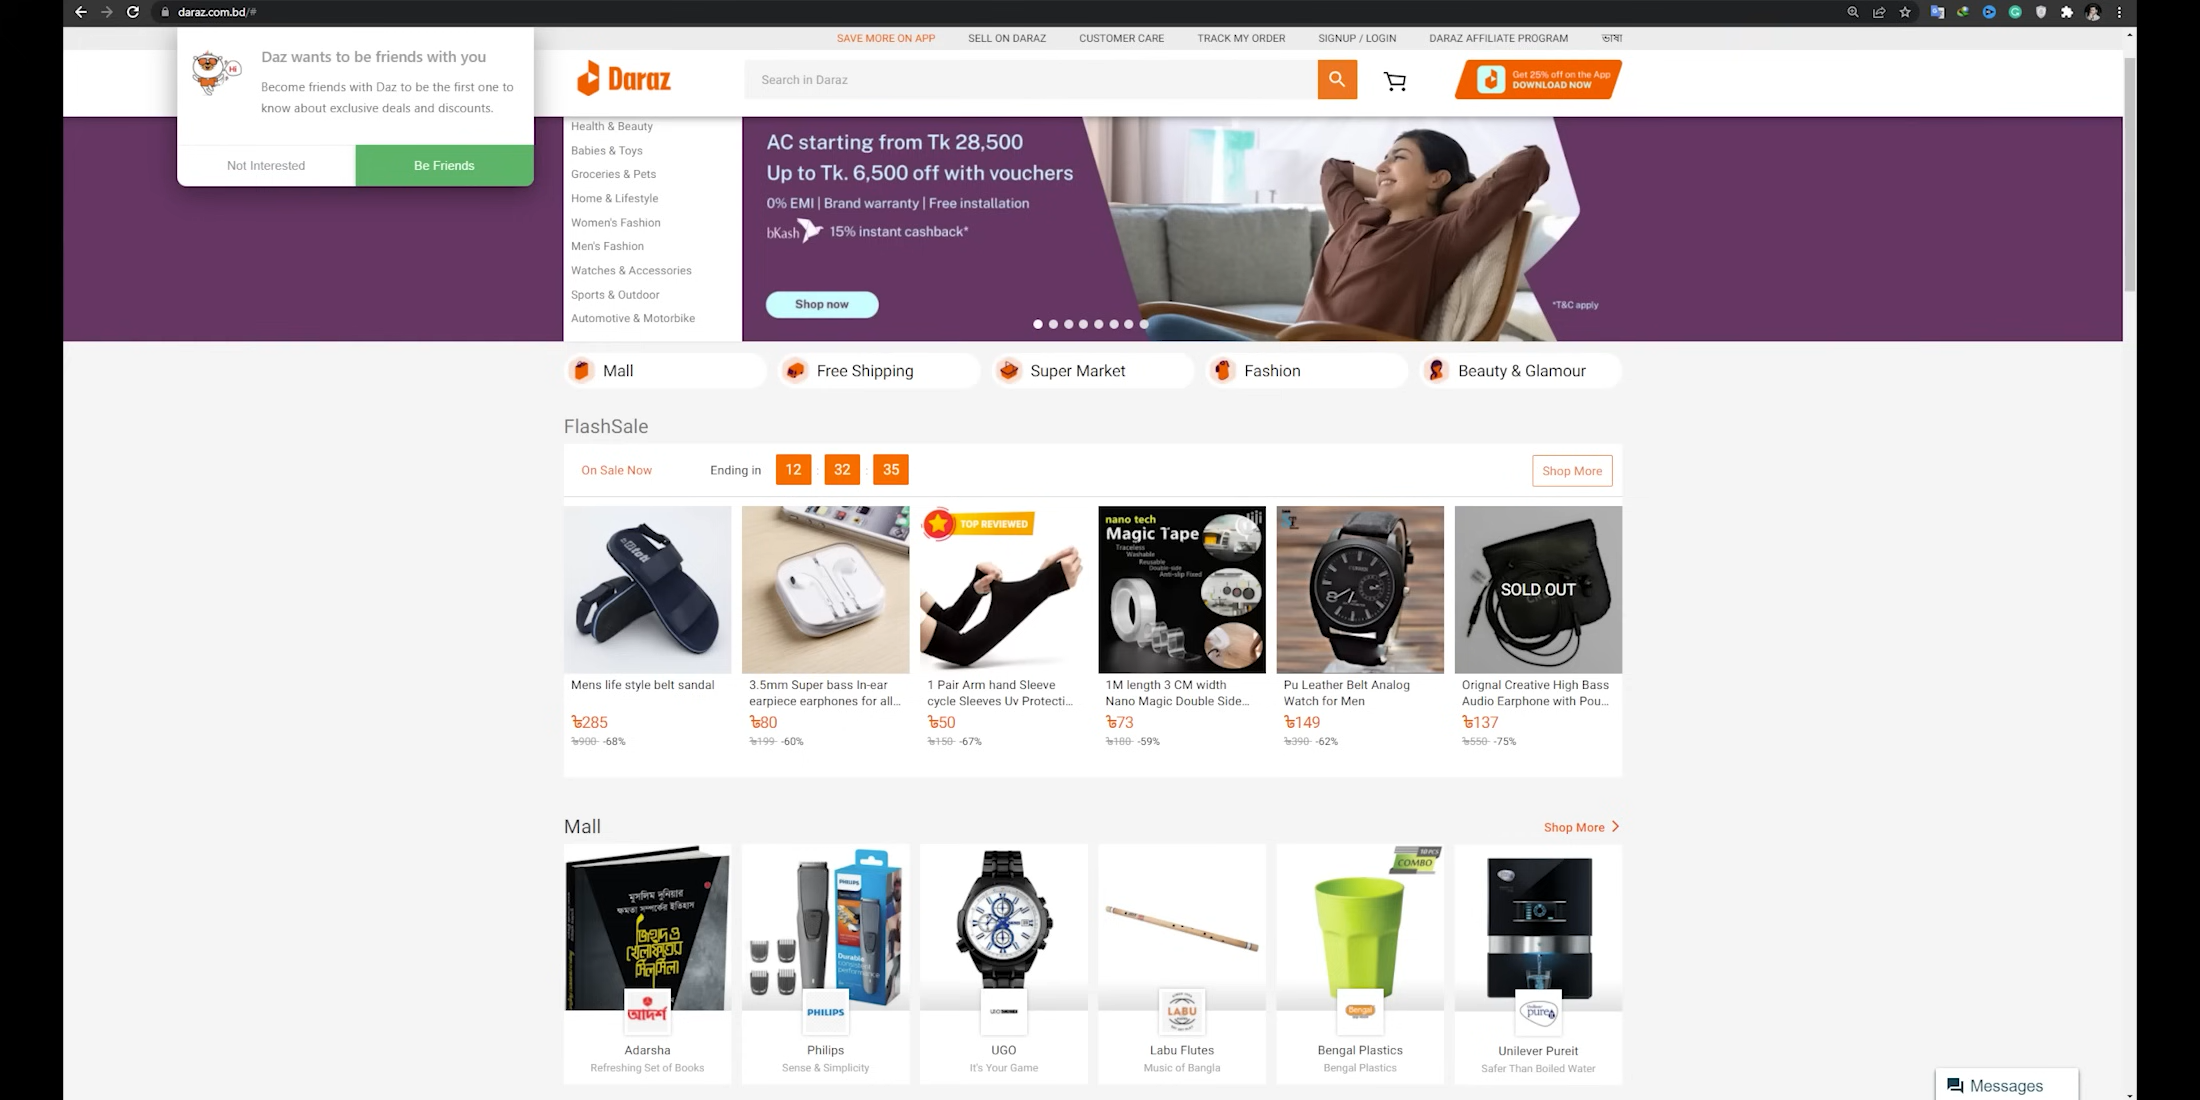 daraz.com.bd/#
SAVE MORE ON APP
SELL ON DARAZ
CUSTOMER CARE
TRACK MY ORDER
SIGNUP / LOGIN
DARAZ AFFILIATE PROGRAM
ভাষা
Daz wants to be friends with you
Become friends with Daz to be the first one to
know about exclusive deals and discounts.
Hi
Not Interested
Be Friends
Daraz
Search in Daraz
Get 25% off on the App
DOWNLOAD NOW
Health & Beauty
Babies & Toys
Groceries & Pets
Home & Lifestyle
Women's Fashion
Men's Fashion
Watches & Accessories
Sports & Outdoor
Automotive & Motorbike
AC starting from Tk 28,500
Up to Tk. 6,500 off with vouchers
0% EMI | Brand warranty | Free installation
bKash 15% instant cashback*
Shop now
*T&C apply
Mall
Free Shipping
Super Market
Fashion
Beauty & Glamour
FlashSale
On Sale Now
Ending in 12 : 32 : 35
Shop More
TOP REVIEWED
nano tech
Magic Tape
Traceless
Washable
Reusable
Double-side
Anti-slip Fixed
SOLD OUT
Mens life style belt sandal
৳285
৳900 -68%
3.5mm Super bass In-ear
earpiece earphones for all...
৳80
৳199 -60%
1 Pair Arm hand Sleeve
cycle Sleeves Uv Protecti...
৳50
৳150 -67%
1M length 3 CM width
Nano Magic Double Side...
৳73
৳180 -59%
Pu Leather Belt Analog
Watch for Men
৳149
৳390 -62%
Orignal Creative High Bass
Audio Earphone with Pou...
৳137
৳550 -75%
Mall
Shop More
মুসলিম দুনিয়ার
ক্ষমতা সম্পর্কের ইতিহাস
জিহাদ ও
খেলাফতের
সিলসিলা
আদর্শ
Adarsha
Refreshing Set of Books
PHILIPS
Durable
consistent
performance
PHILIPS
Philips
Sense & Simplicity
UGO
It's Your Game
LABU
Labu Flutes
Music of Bangla
10 PCS
COMBO
Bengal
Bengal Plastics
Bengal Plastics
pureit
Unilever Pureit
Safer Than Boiled Water
Messages